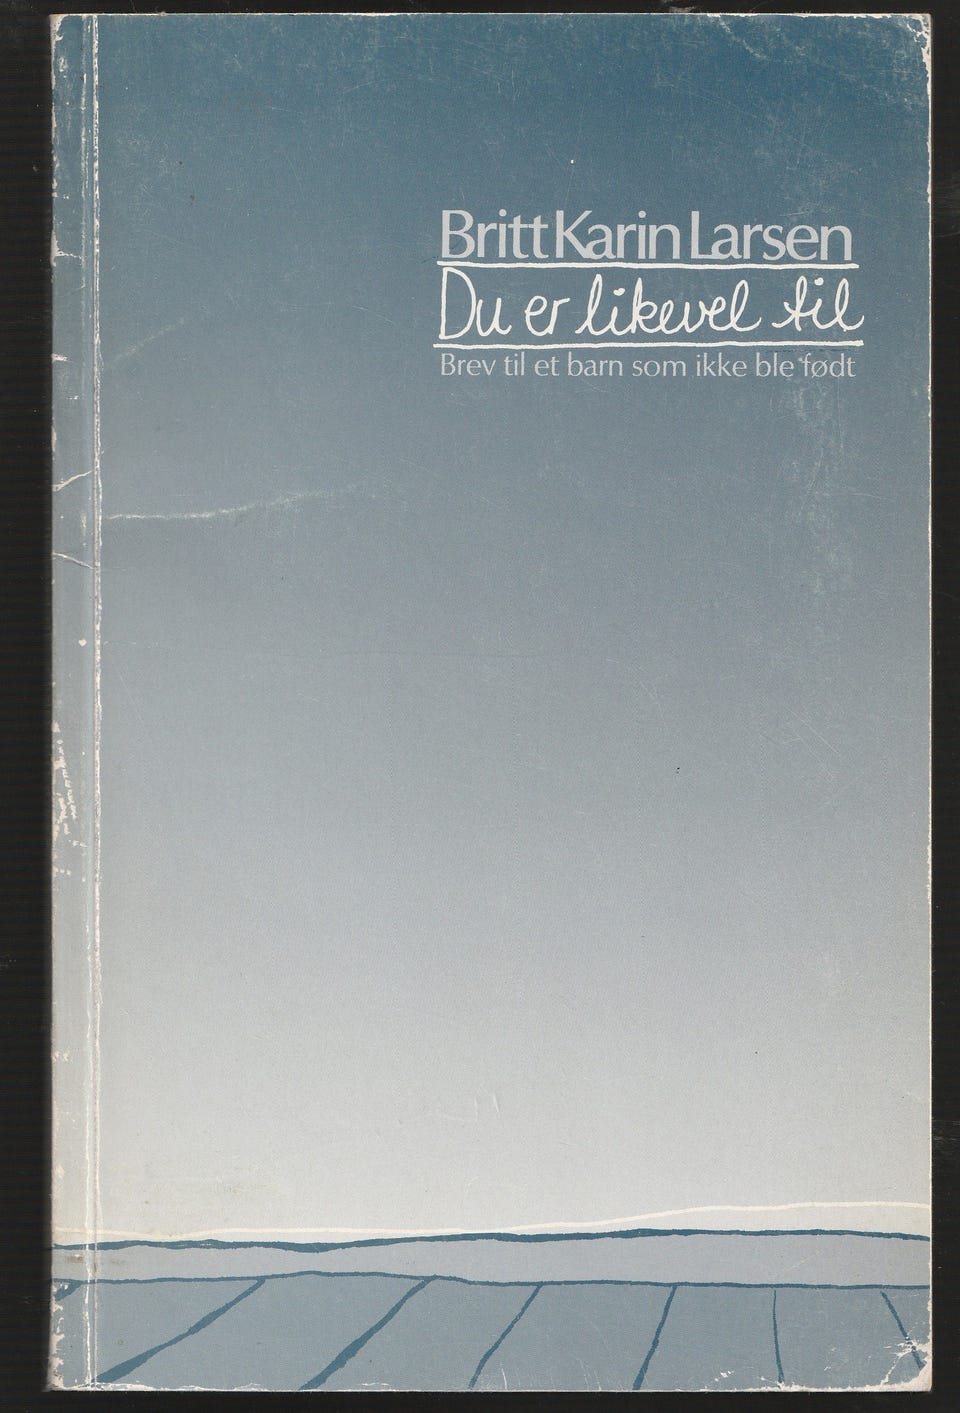 Britt Karin Larsen
Du er likevel til
Brev til et barn som ikke ble født